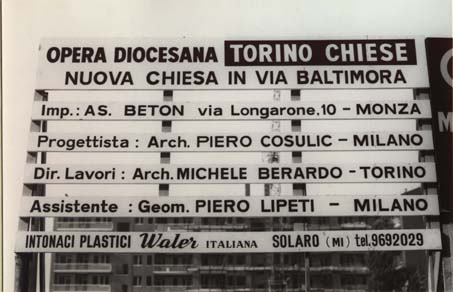 OPERA DIOCESANA TORINO CHIESE
NUOVA CHIESA IN VIA BALTIMORA
Imp.: AS. BETON via Longarone,10 - MONZA
Progettista : Arch. PIERO COSULIC - MILANO
Dir. Lavori : Arch. MICHELE BERARDO - TORINO
Assistente : Geom. PIERO LIPETI - MILANO
INTONACI PLASTICI Water ITALIANA SOLARO (MI) tel. 9692029